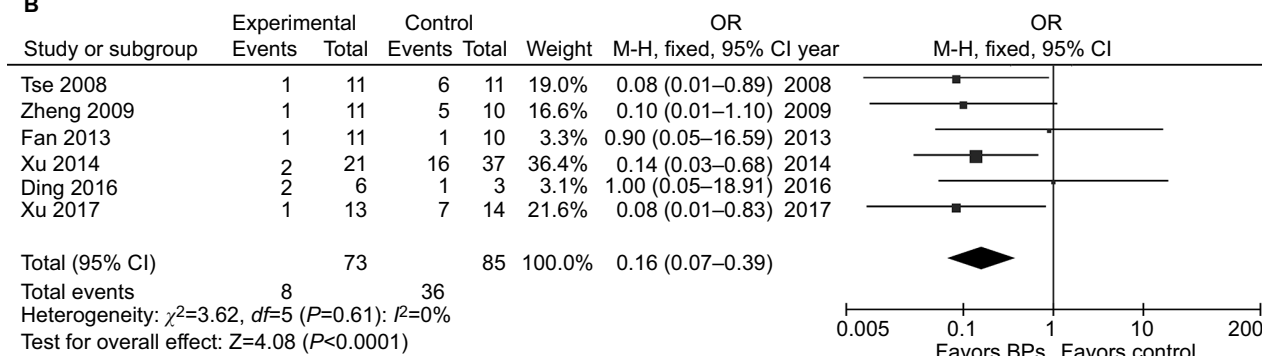 B
Experimental Control OR OR
Study or subgroup Events Total Events Total Weight M-H, fixed, 95% CI year M-H, fixed, 95% CI
Tse 2008 1 11 6 11 19.0% 0.08 (0.01–0.89) 2008
Zheng 2009 1 11 5 10 16.6% 0.10 (0.01–1.10) 2009
Fan 2013 1 11 1 10 3.3% 0.90 (0.05–16.59) 2013
Xu 2014 2 21 16 37 36.4% 0.14 (0.03–0.68) 2014
Ding 2016 2 6 1 3 3.1% 1.00 (0.05–18.91) 2016
Xu 2017 1 13 7 14 21.6% 0.08 (0.01–0.83) 2017
Total (95% CI) 73 85 100.0% 0.16 (0.07–0.39)
Total events 8 36
Heterogeneity: χ²=3.62, df=5 (P=0.61): I²=0%
Test for overall effect: Z=4.08 (P<0.0001)
0.005 0.1 1 10 200
Favors BPs Favors control